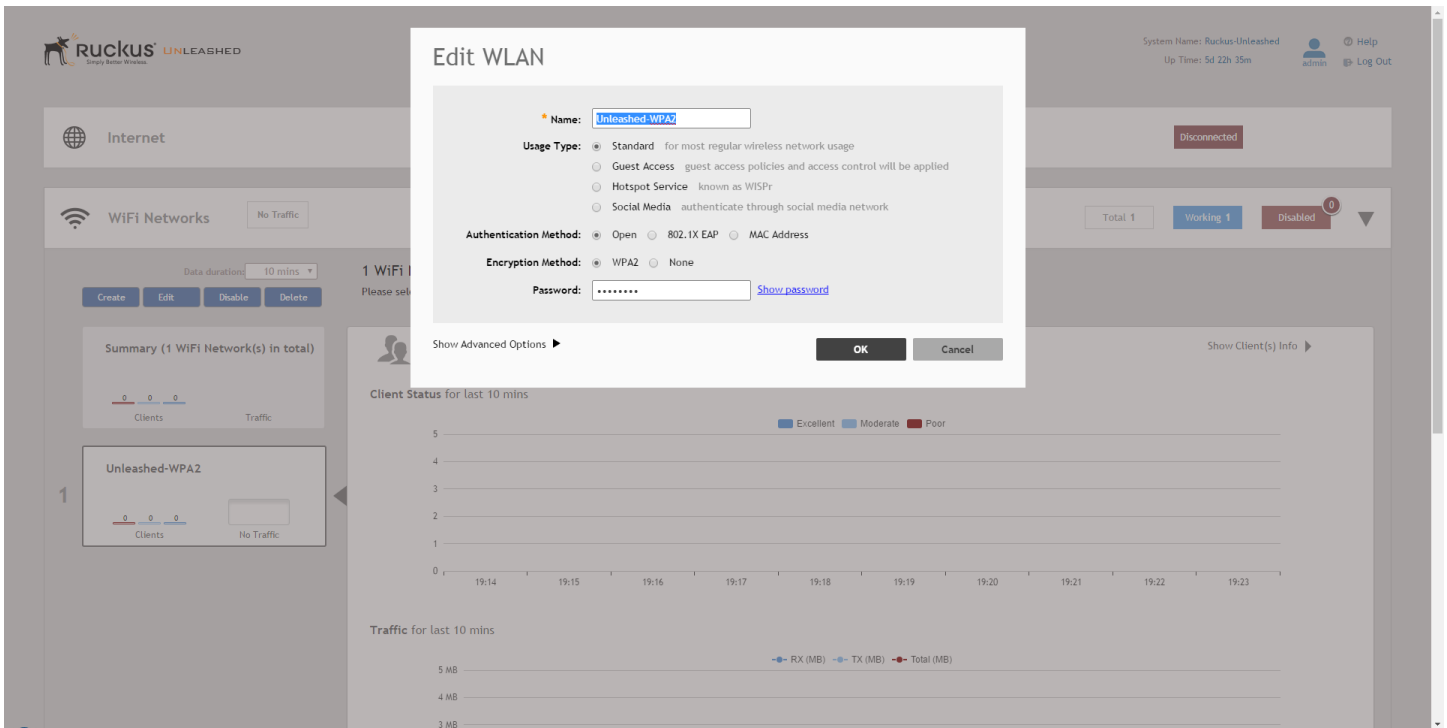 Ruckus UNLEASHED
Simply Better Wireless.
System Name: Ruckus-Unleashed
Up Time: 5d 22h 35m
admin
Help
Log Out
Internet
Disconnected
WiFi Networks
No Traffic
Total 1
Working 1
Disabled
0
Data duration: 10 mins
Create Edit Disable Delete
1 WiFi
Please sel
Summary (1 WiFi Network(s) in total)
0 0 0
Clients Traffic
1
Unleashed-WPA2
0 0 0
Clients No Traffic
Edit WLAN
* Name: Unleashed-WPA2
Usage Type: Standard for most regular wireless network usage
Guest Access guest access policies and access control will be applied
Hotspot Service known as WISPr
Social Media authenticate through social media network
Authentication Method: Open 802.1X EAP MAC Address
Encryption Method: WPA2 None
Password: •••••••• Show password
Show Advanced Options
OK Cancel
Show Client(s) Info
Client Status for last 10 mins
Excellent Moderate Poor
5
4
3
2
1
0
19:14 19:15 19:16 19:17 19:18 19:19 19:20 19:21 19:22 19:23
Traffic for last 10 mins
RX (MB) TX (MB) Total (MB)
5 MB
4 MB
3 MB